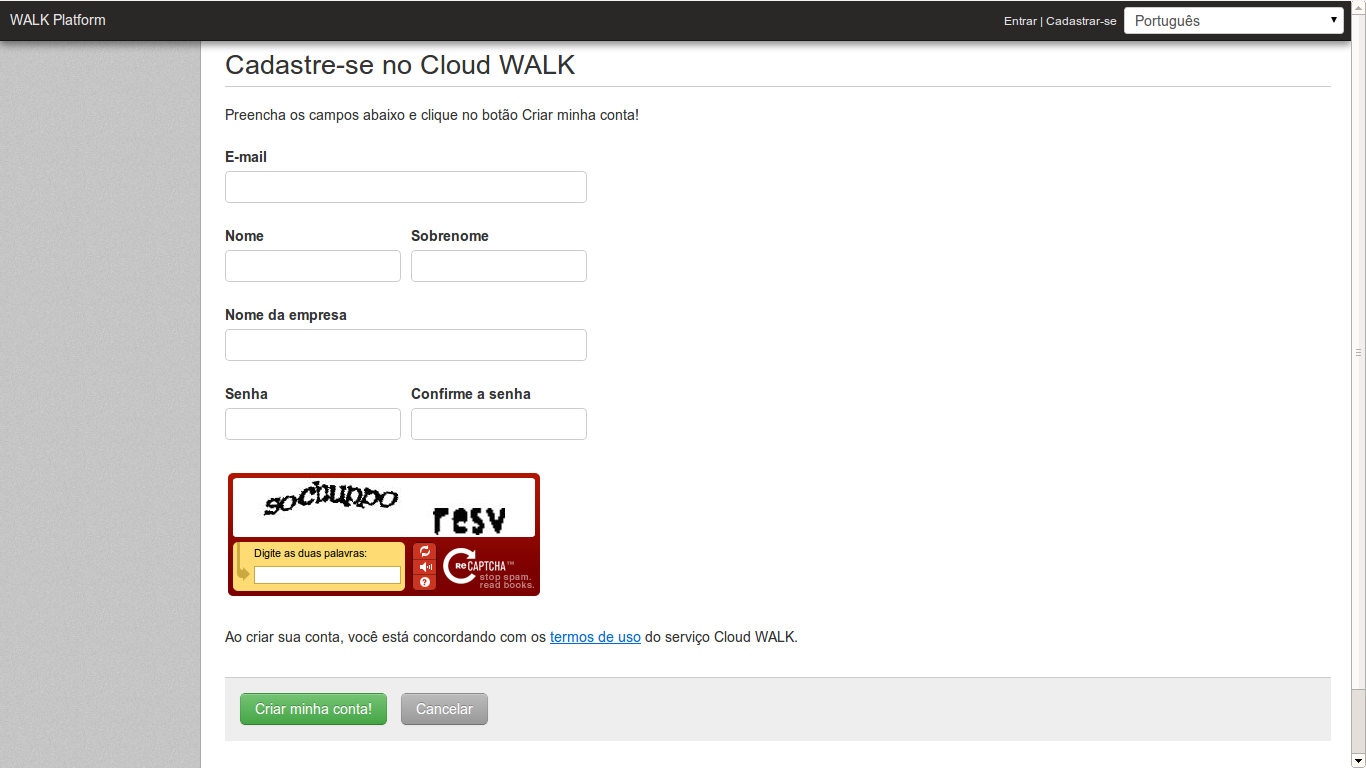 WALK Platform
Entrar | Cadastrar-se
Português
Cadastre-se no Cloud WALK
Preencha os campos abaixo e clique no botão Criar minha conta!
E-mail
Nome Sobrenome
Nome da empresa
Senha Confirme a senha
resv
Digite as duas palavras:
reCAPTCHA™
stop spam.
read books.
Ao criar sua conta, você está concordando com os termos de uso do serviço Cloud WALK.
Criar minha conta! Cancelar